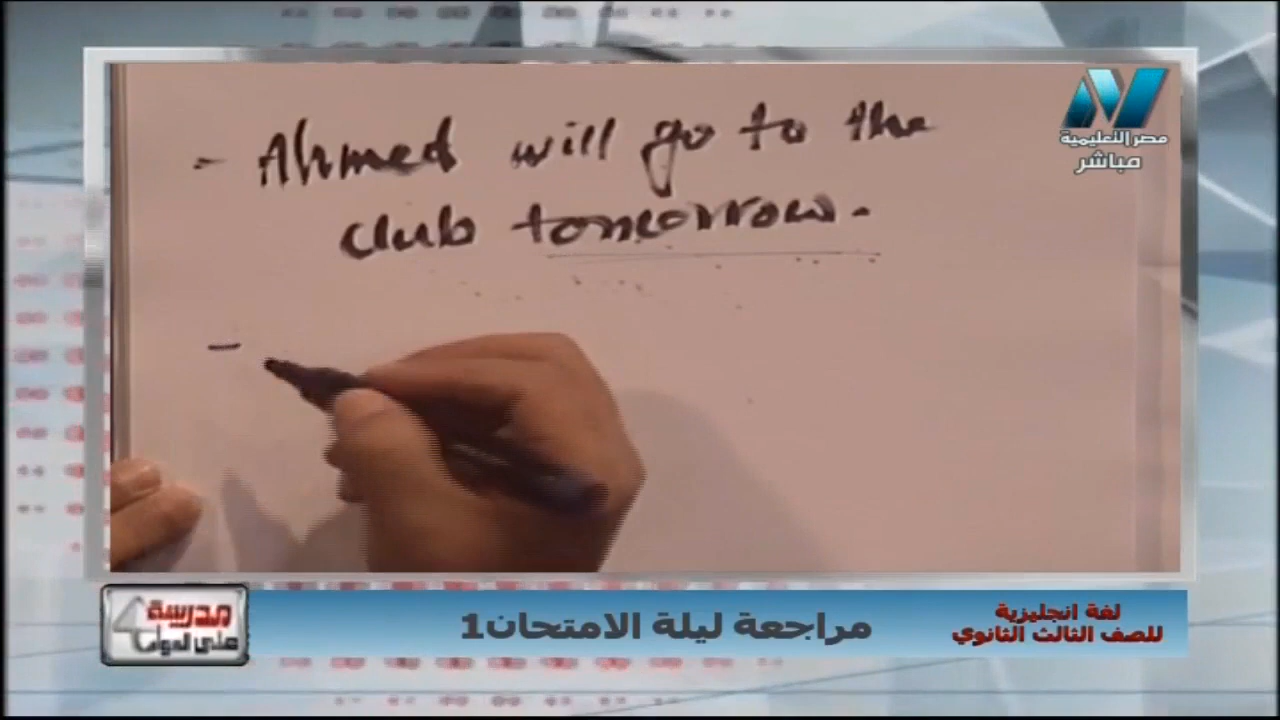 - Ahmed will go to the
club tomorrow.
-
مصر التعليمية
مباشر
مدرسة
على الهواء
مراجعة ليلة الامتحان1
لغة انجليزية
للصف الثالث الثانوي